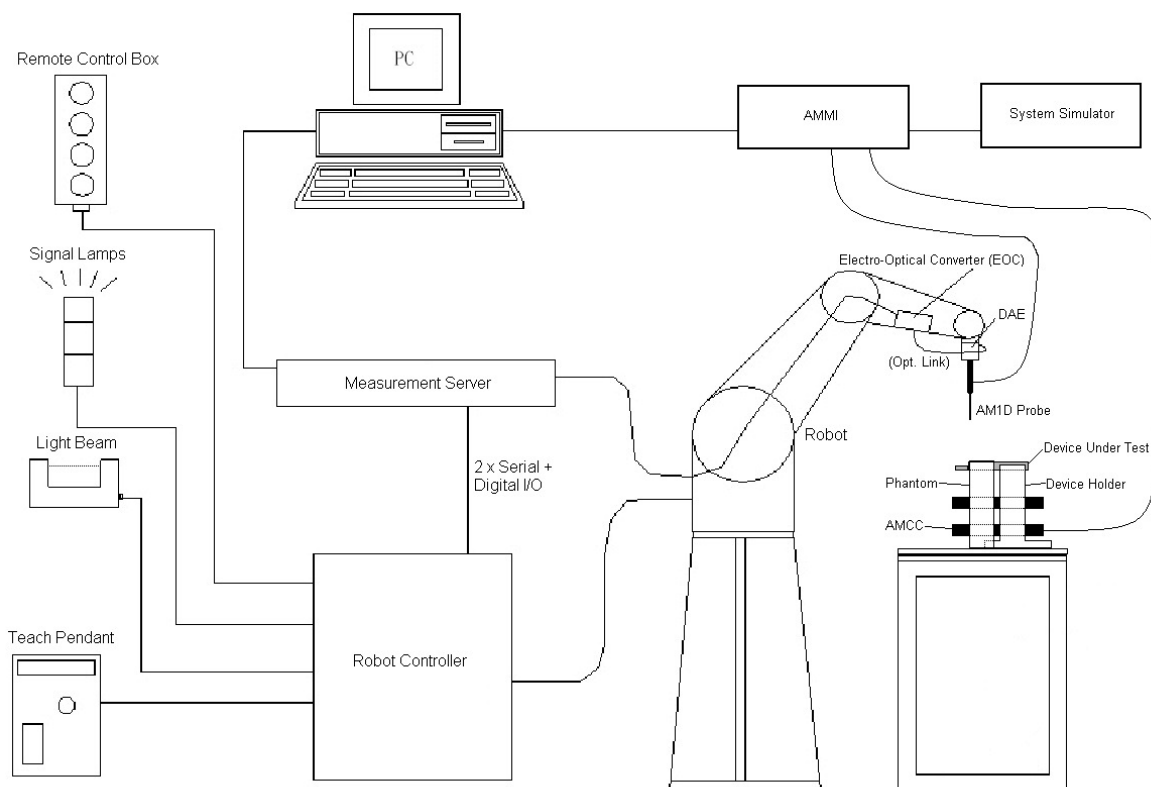 Remote Control Box
PC
AMMI
System Simulator
Signal Lamps
Electro-Optical Converter (EOC)
DAE
(Opt. Link)
Measurement Server
AM1D Probe
Light Beam
Robot
2 x Serial +
Digital I/O
Device Under Test
Phantom
Device Holder
AMCC
Teach Pendant
Robot Controller